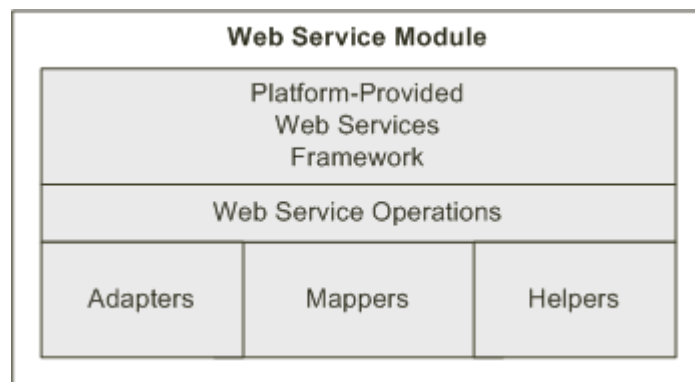 Web Service Module
Platform-Provided
Web Services
Framework
Web Service Operations
Adapters
Mappers
Helpers